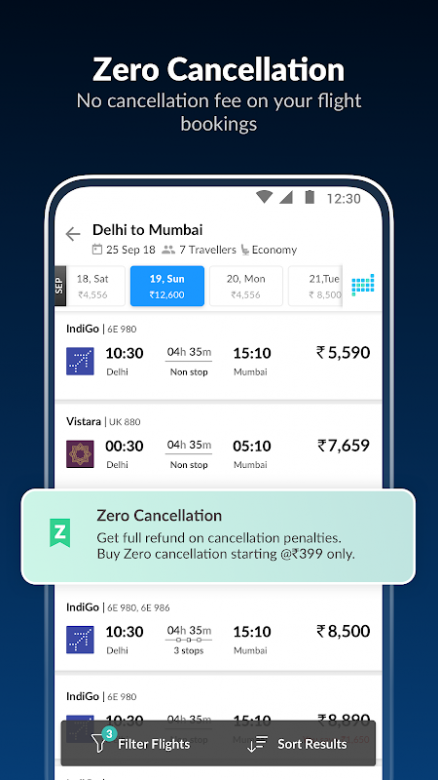 Zero Cancellation
No cancellation fee on your flight
bookings
12:30
Delhi to Mumbai
25 Sep 18 7 Travellers Economy
SEP
18, Sat
₹4,556
19, Sun
₹12,600
20, Mon
₹4,556
21,Tue
₹ 8,500
IndiGo | 6E 980
10:30 04h 35m 15:10 ₹5,590
Delhi Non stop Mumbai
Vistara | UK 880
00:30 04h 35m 05:10 ₹7,659
Delhi Non stop Mumbai
Z
Zero Cancellation
Get full refund on cancellation penalties.
Buy Zero cancellation starting @₹399 only.
IndiGo | 6E 980, 6E 986
10:30 04h 35m 15:10 ₹8,500
Delhi 3 stops Mumbai
IndiGo | 6E 980
10:30 04h 35m 15:10 ₹8,890
3
Filter Flights Sort Results